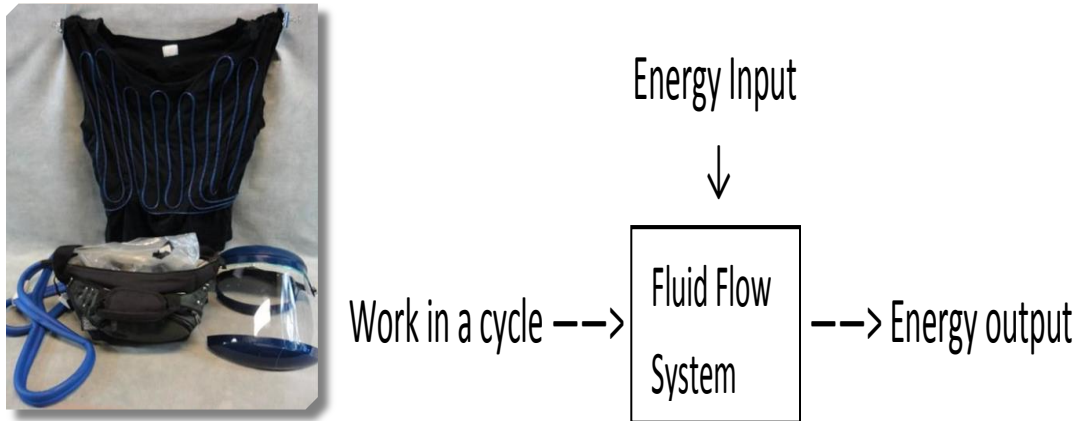 Energy Input
Work in a cycle
Fluid Flow
System
Energy output